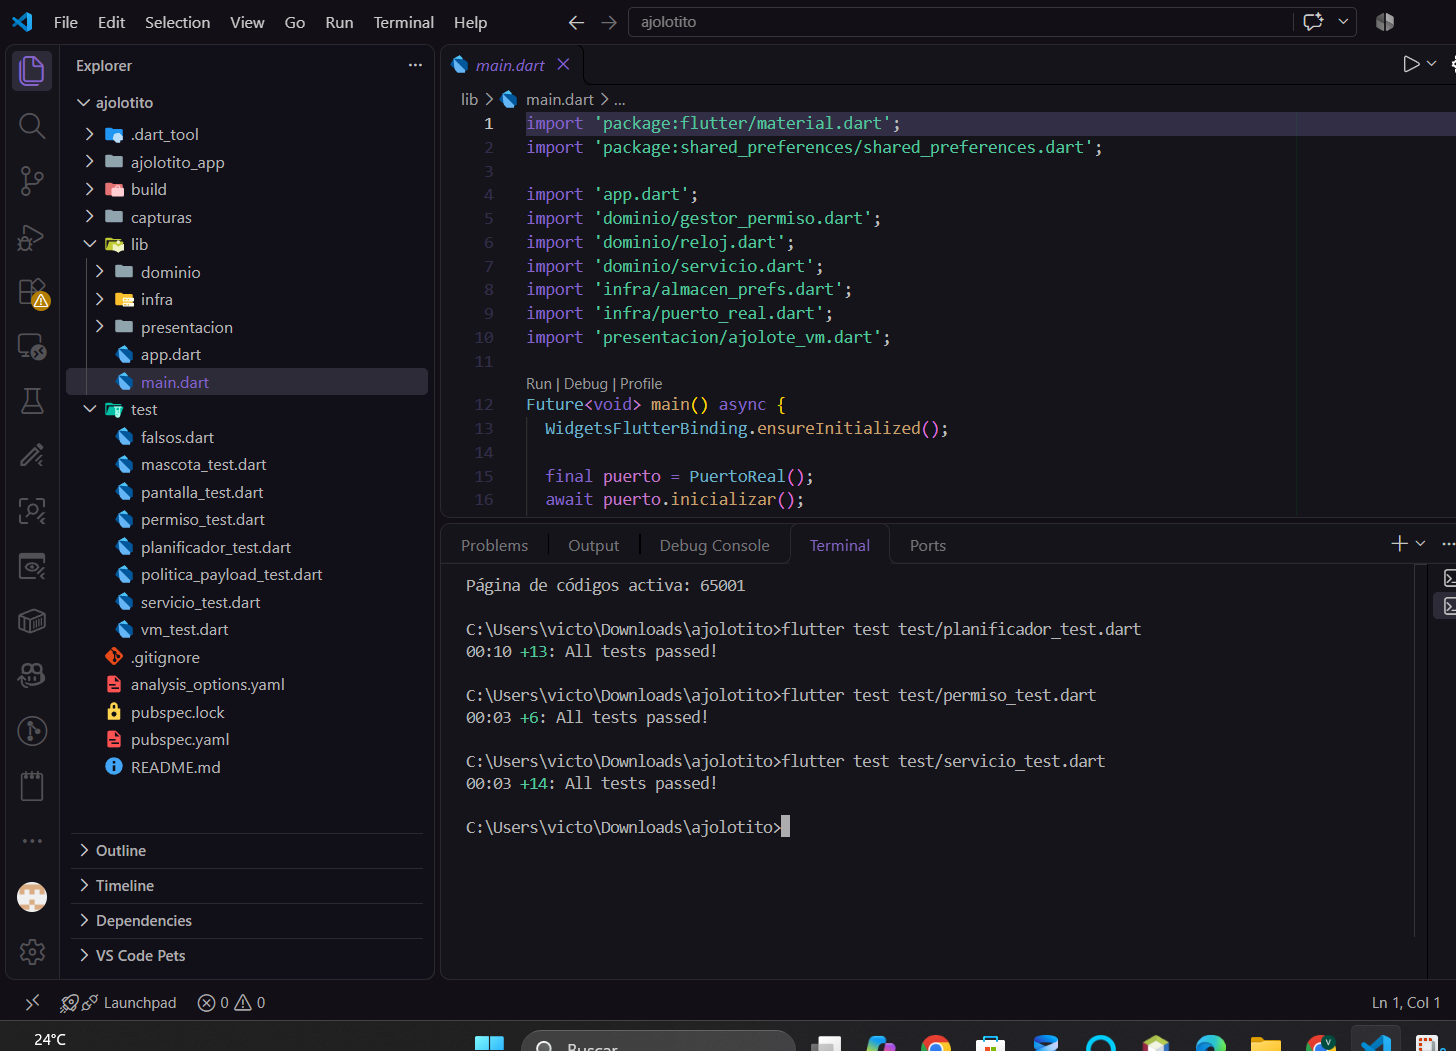 File Edit Selection View Go Run Terminal Help
ajolotito
Explorer
ajolotito
.dart_tool
ajolotito_app
build
capturas
lib
dominio
infra
presentacion
app.dart
main.dart
test
falsos.dart
mascota_test.dart
pantalla_test.dart
permiso_test.dart
planificador_test.dart
politica_payload_test.dart
servicio_test.dart
vm_test.dart
.gitignore
analysis_options.yaml
pubspec.lock
pubspec.yaml
README.md
Outline
Timeline
Dependencies
VS Code Pets
main.dart
lib > main.dart > ...
1 import 'package:flutter/material.dart';
2 import 'package:shared_preferences/shared_preferences.dart';
3
4 import 'app.dart';
5 import 'dominio/gestor_permiso.dart';
6 import 'dominio/reloj.dart';
7 import 'dominio/servicio.dart';
8 import 'infra/almacen_prefs.dart';
9 import 'infra/puerto_real.dart';
10 import 'presentacion/ajolote_vm.dart';
11
Run | Debug | Profile
12 Future<void> main() async {
13 WidgetsFlutterBinding.ensureInitialized();
14
15 final puerto = PuertoReal();
16 await puerto.inicializar();
Problems Output Debug Console Terminal Ports
Página de códigos activa: 65001
C:\Users\victo\Downloads\ajolotito>flutter test test/planificador_test.dart
00:10 +13: All tests passed!
C:\Users\victo\Downloads\ajolotito>flutter test test/permiso_test.dart
00:03 +6: All tests passed!
C:\Users\victo\Downloads\ajolotito>flutter test test/servicio_test.dart
00:03 +14: All tests passed!
C:\Users\victo\Downloads\ajolotito>
Launchpad 0 0
Ln 1, Col 1
24°C
Buscar
V